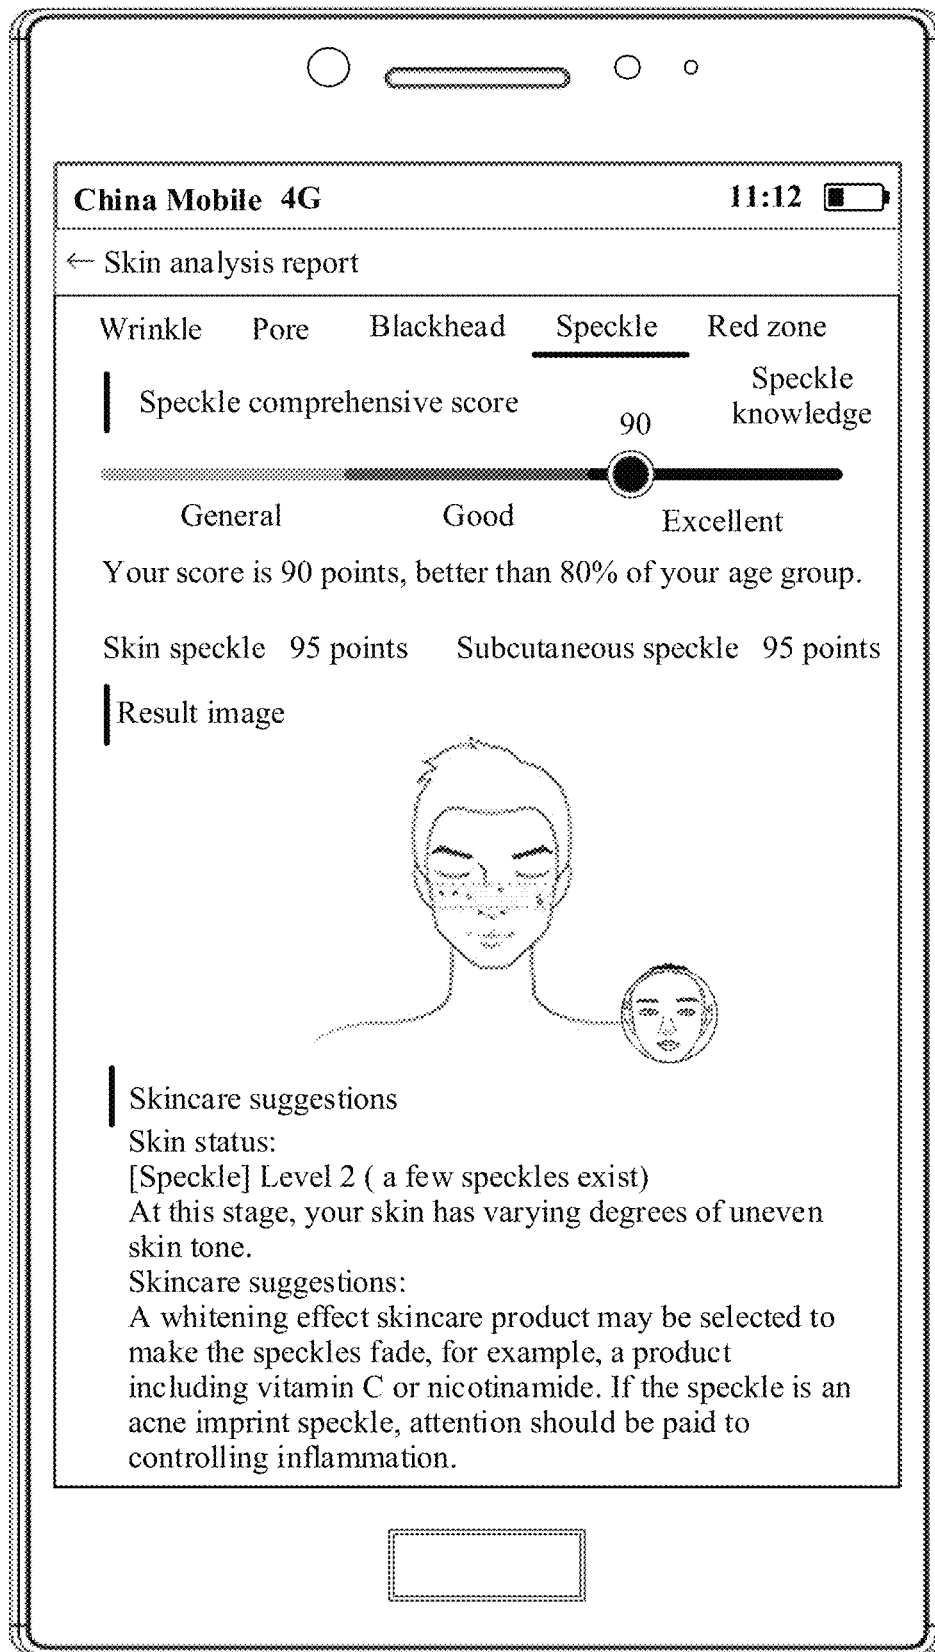 China Mobile 4G 11:12
← Skin analysis report
Wrinkle Pore Blackhead Speckle Red zone
Speckle comprehensive score
Speckle
knowledge
90
General Good Excellent
Your score is 90 points, better than 80% of your age group.
Skin speckle 95 points Subcutaneous speckle 95 points
Result image
Skincare suggestions
Skin status:
[Speckle] Level 2 ( a few speckles exist)
At this stage, your skin has varying degrees of uneven
skin tone.
Skincare suggestions:
A whitening effect skincare product may be selected to
make the speckles fade, for example, a product
including vitamin C or nicotinamide. If the speckle is an
acne imprint speckle, attention should be paid to
controlling inflammation.